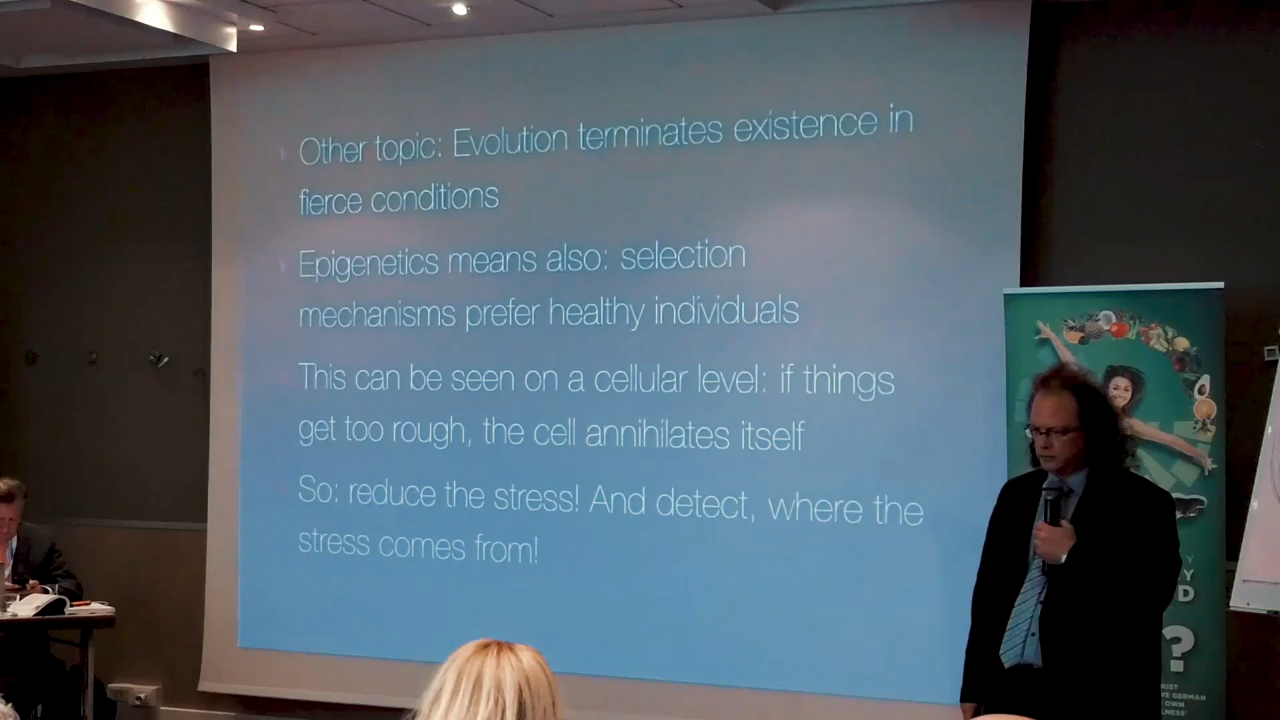 Other topic: Evolution terminates existence in
fierce conditions
Epigenetics means also: selection
mechanisms prefer healthy individuals
This can be seen on a cellular level: if things
get too rough, the cell annihilates itself
So: reduce the stress! And detect, where the
stress comes from!
Y
Y
D
?
GERMAN
OWN